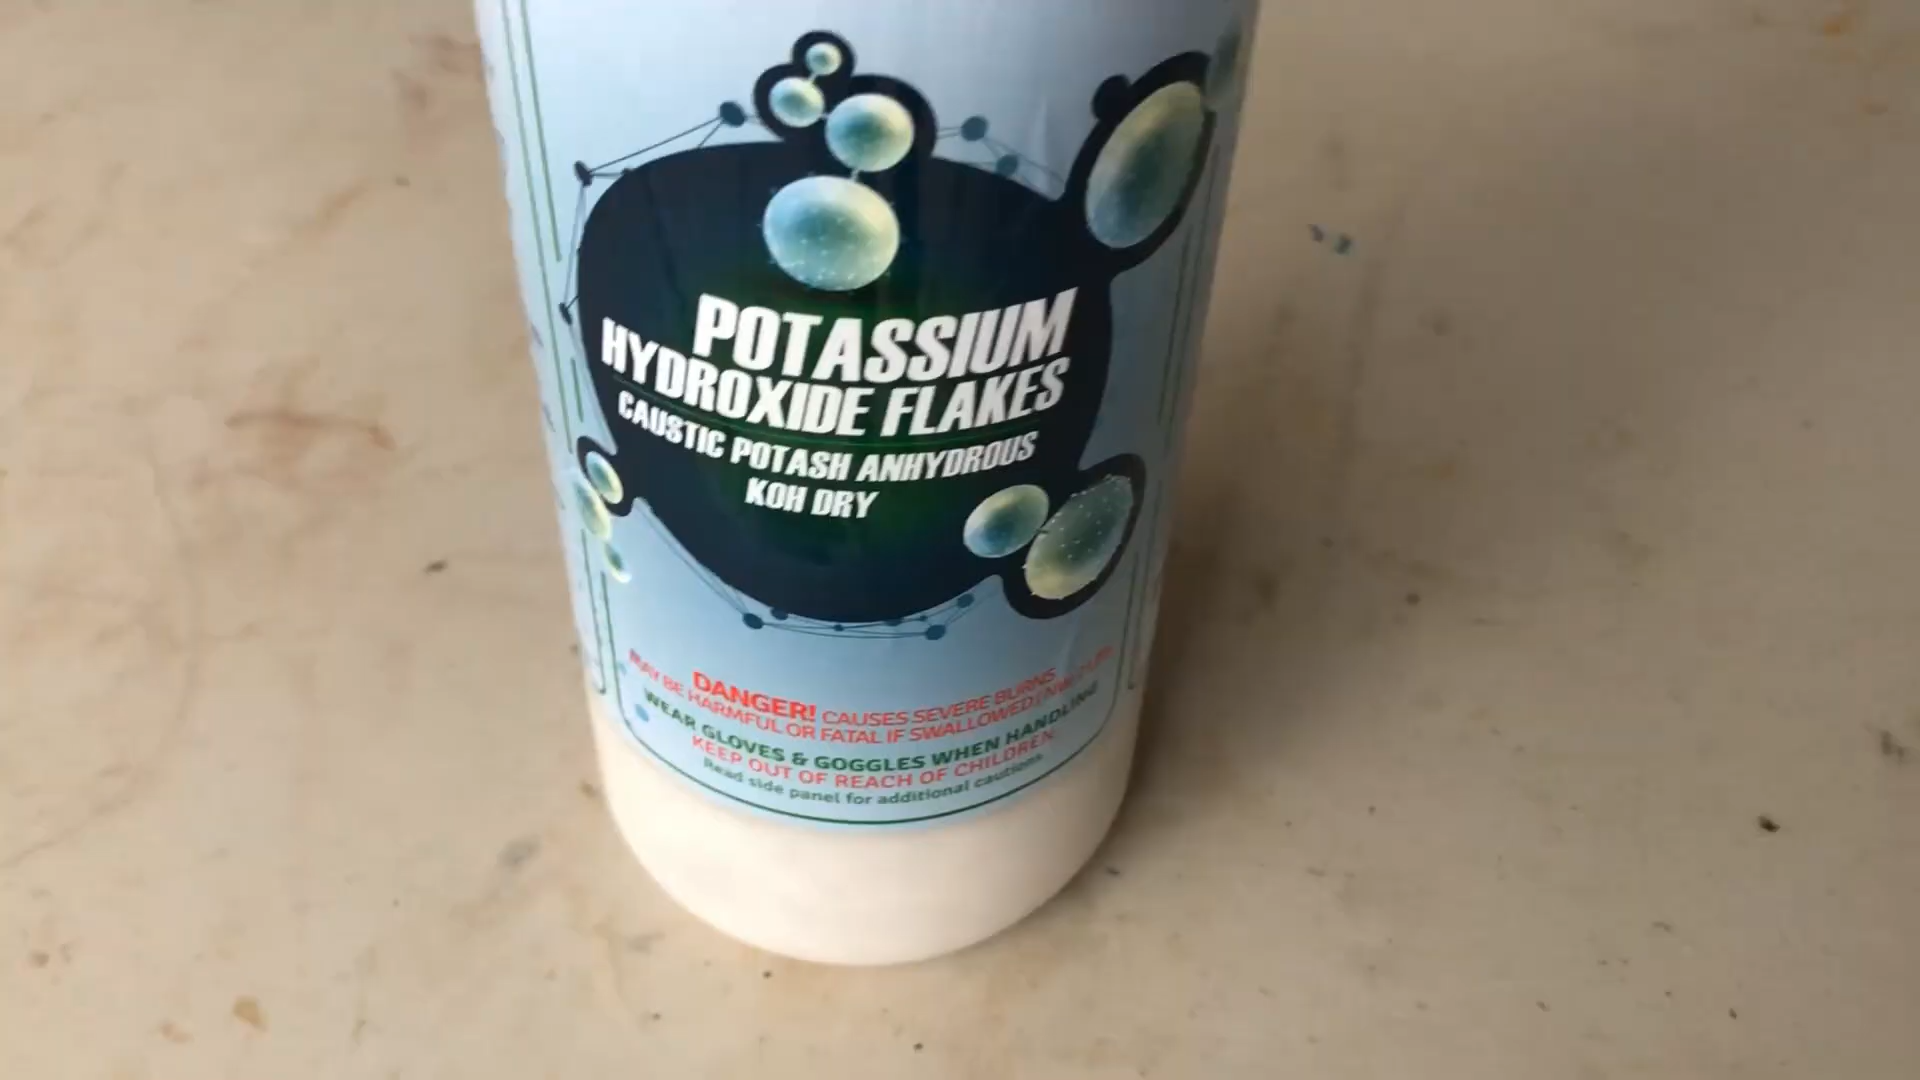 POTASSIUM
HYDROXIDE FLAKES
CAUSTIC POTASH ANHYDROUS
KOH DRY
DANGER! CAUSES SEVERE BURNS
MAY BE HARMFUL OR FATAL IF SWALLOWED
WEAR GLOVES & GOGGLES WHEN HANDLING
KEEP OUT OF REACH OF CHILDREN
Read side panel for additional cautions